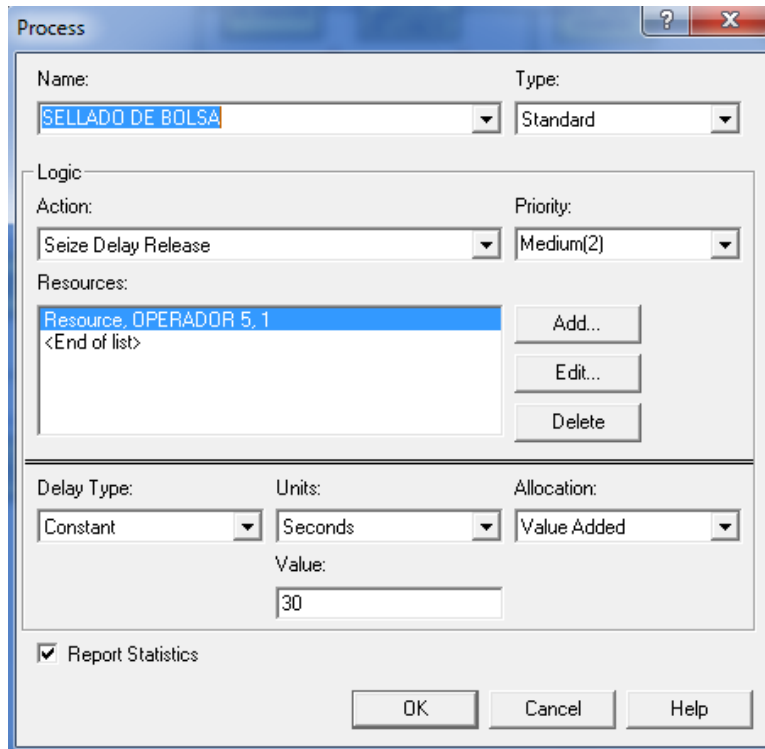 Process
?
X
Name:
Type:
SELLADO DE BOLSA
Standard
Logic
Action:
Priority:
Seize Delay Release
Medium(2)
Resources:
Resource, OPERADOR 5, 1
<End of list>
Add...
Edit...
Delete
Delay Type:
Units:
Allocation:
Constant
Seconds
Value Added
Value:
30
Report Statistics
OK
Cancel
Help